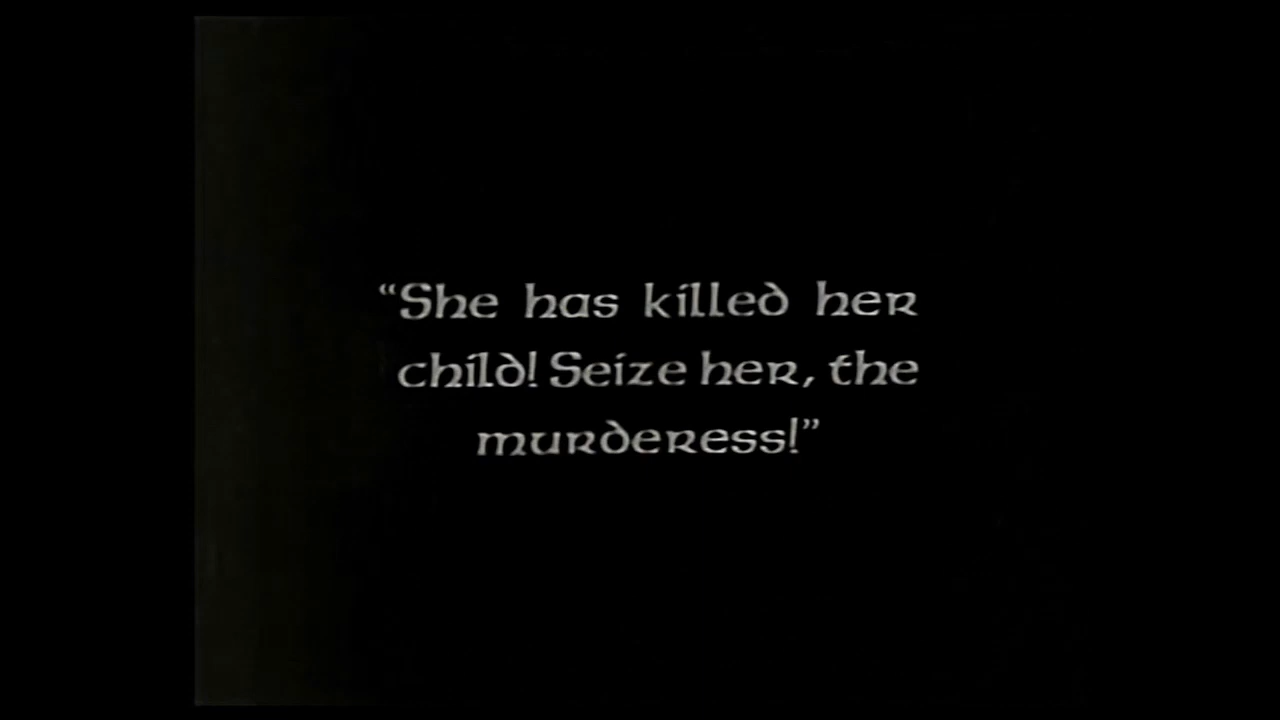 “She has killed her
child! Seize her, the
murderess!”